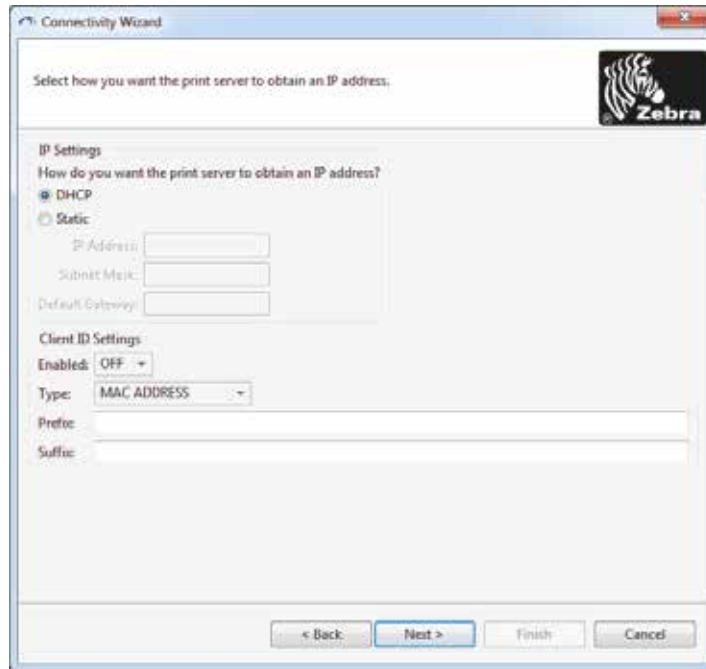 Connectivity Wizard
Select how you want the print server to obtain an IP address.
® Zebra
IP Settings
How do you want the print server to obtain an IP address?
DHCP
Static
IP Address:
Subnet Mask:
Default Gateway:
Client ID Settings
Enabled: OFF
Type: MAC ADDRESS
Prefix:
Suffix:
< Back Next > Finish Cancel